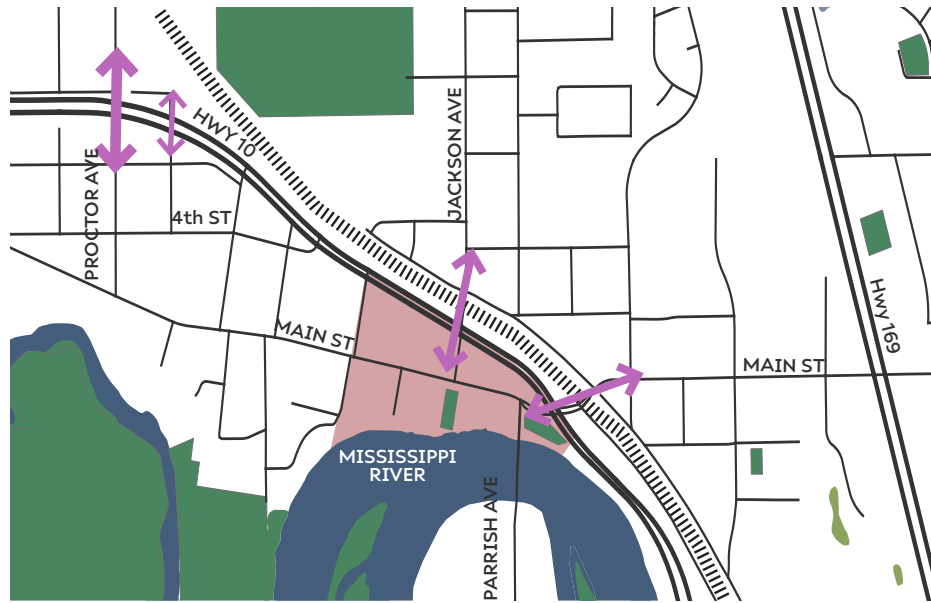 HWY 10
JACKSON AVE
PROCTOR AVE
4th ST
Hwy 169
MAIN ST
MAIN ST
MISSISSIPPI
RIVER
PARRISH AVE